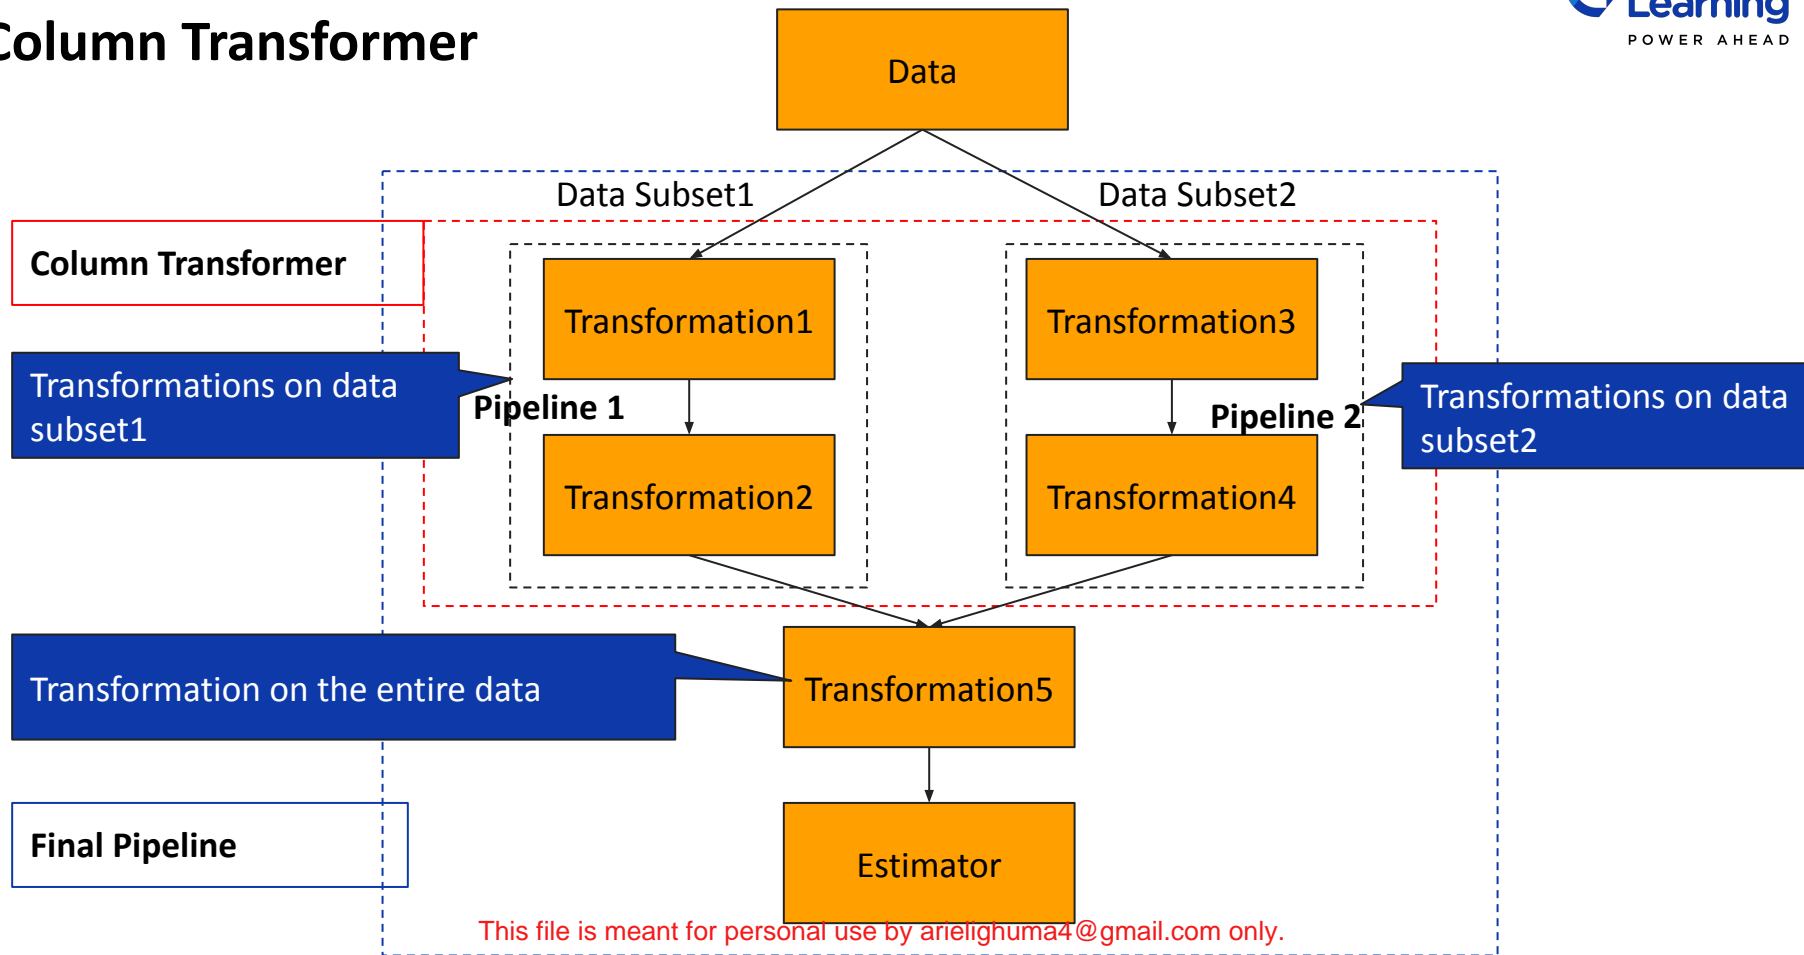 Column Transformer
Learning
POWER AHEAD
Data
Data Subset1
Data Subset2
Column Transformer
Transformation1
Transformation3
Transformations on data
subset1
Pipeline 1
Pipeline 2
Transformations on data
subset2
Transformation2
Transformation4
Transformation on the entire data
Transformation5
Final Pipeline
Estimator
This file is meant for personal use by arielighuma4@gmail.com only.